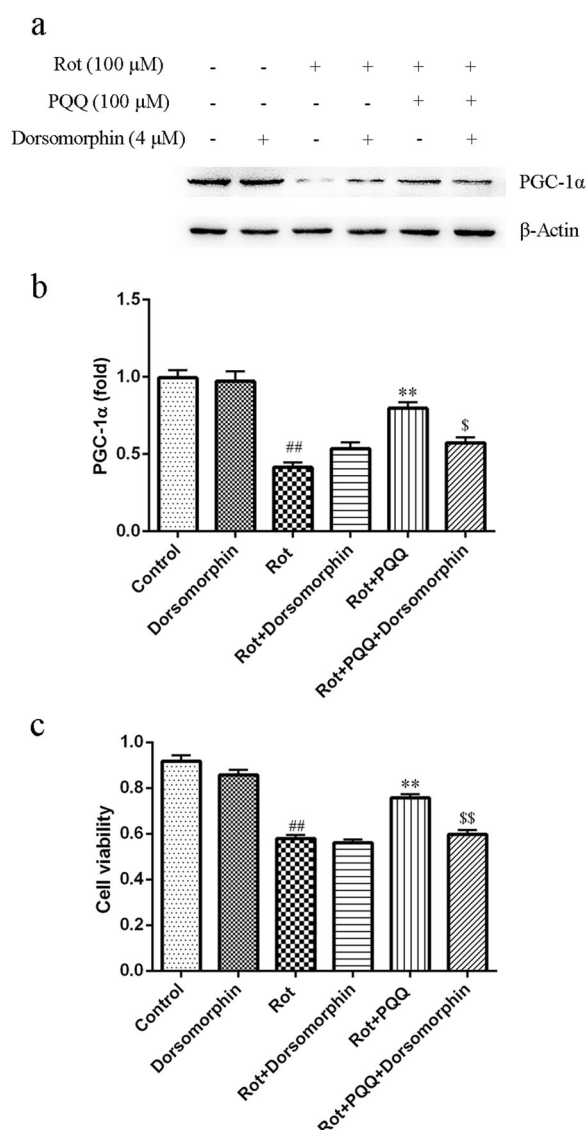 a
Rot (100 μM) - - + + + +
PQQ (100 μM) - - - - + +
Dorsomorphin (4 μM) - + - + - +
PGC-1α
β-Actin
b
PGC-1α (fold)
1.5
1.0
0.5
0.0
##
**
$
Control
Dorsomorphin
Rot
Rot+Dorsomorphin
Rot+PQQ
Rot+PQQ+Dorsomorphin
c
Cell viability
1.0
0.8
0.6
0.4
0.2
0.0
##
**
$$
Control
Dorsomorphin
Rot
Rot+Dorsomorphin
Rot+PQQ
Rot+PQQ+Dorsomorphin